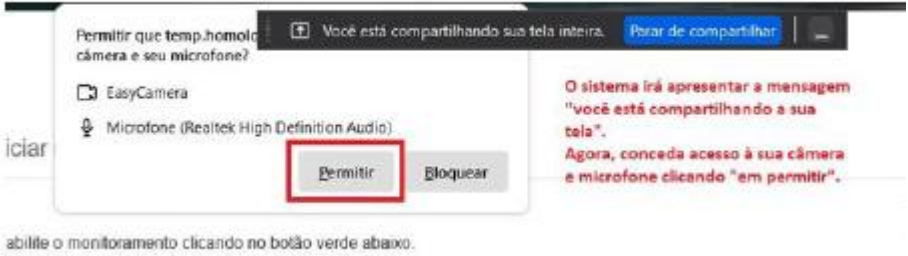 Permitir que temp.homolo
câmera e seu microfone?
Você está compartilhando sua tela inteira.
Parar de compartilhar
EasyCamera
Microfone (Realtek High Definition Audio)
iciar
Permitir
Bloquear
O sistema irá apresentar a mensagem
"você está compartilhando a sua
tela".
Agora, conceda acesso à sua câmera
e microfone clicando "em permitir".
abilite o monitoramento clicando no botão verde abaixo.